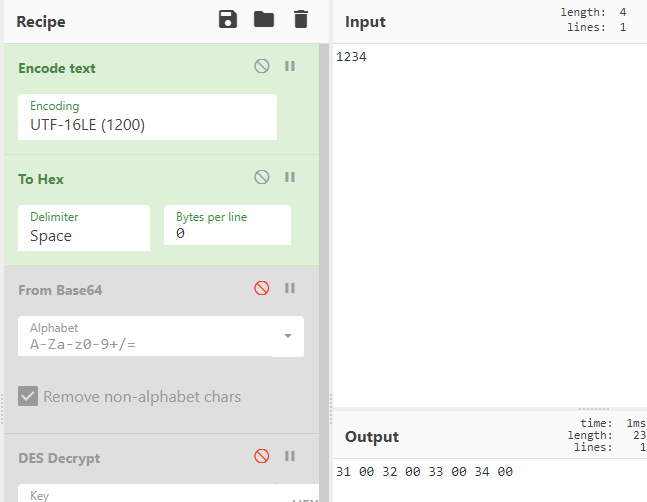 Recipe
Encode text
Encoding
UTF-16LE (1200)
To Hex
Delimiter
Space
Bytes per line
0
From Base64
Alphabet
A-Za-z0-9+/=
Remove non-alphabet chars
DES Decrypt
Key
Input
length: 4
lines: 1
1234
Output
time: 1ms
length: 23
lines: 1
31 00 32 00 33 00 34 00